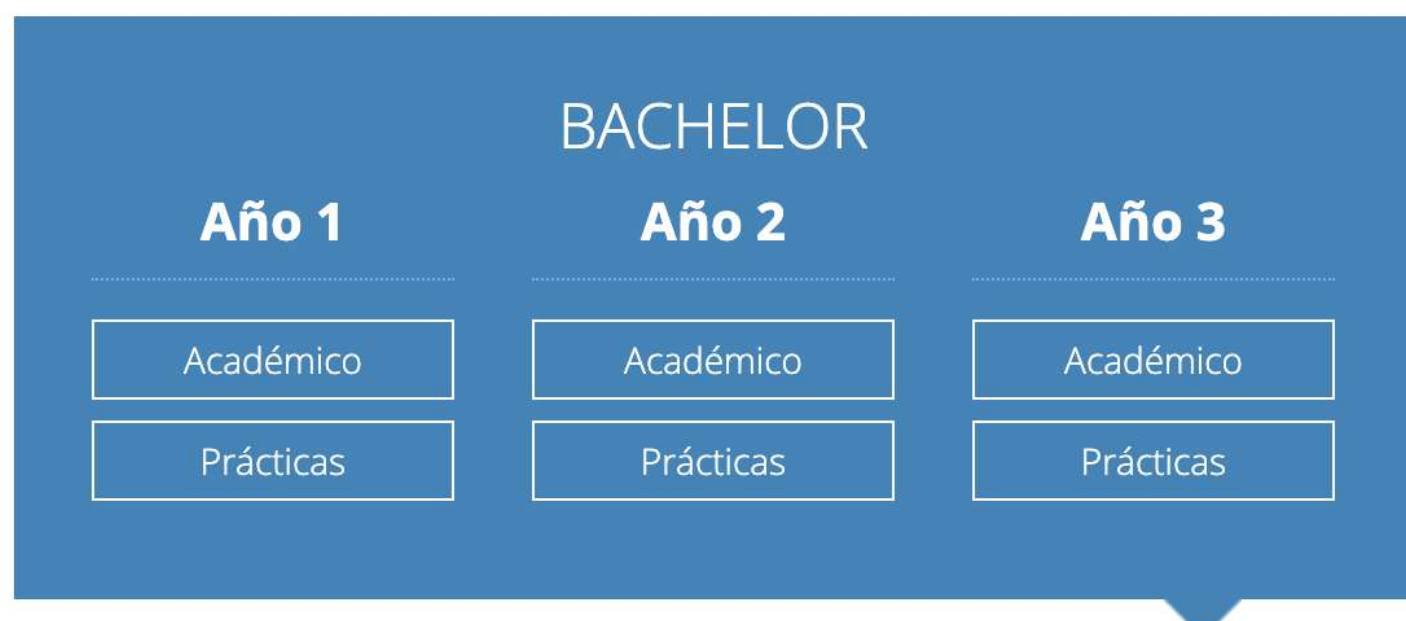 BACHELOR
Año 1
Año 2
Año 3
Académico
Académico
Académico
Prácticas
Prácticas
Prácticas